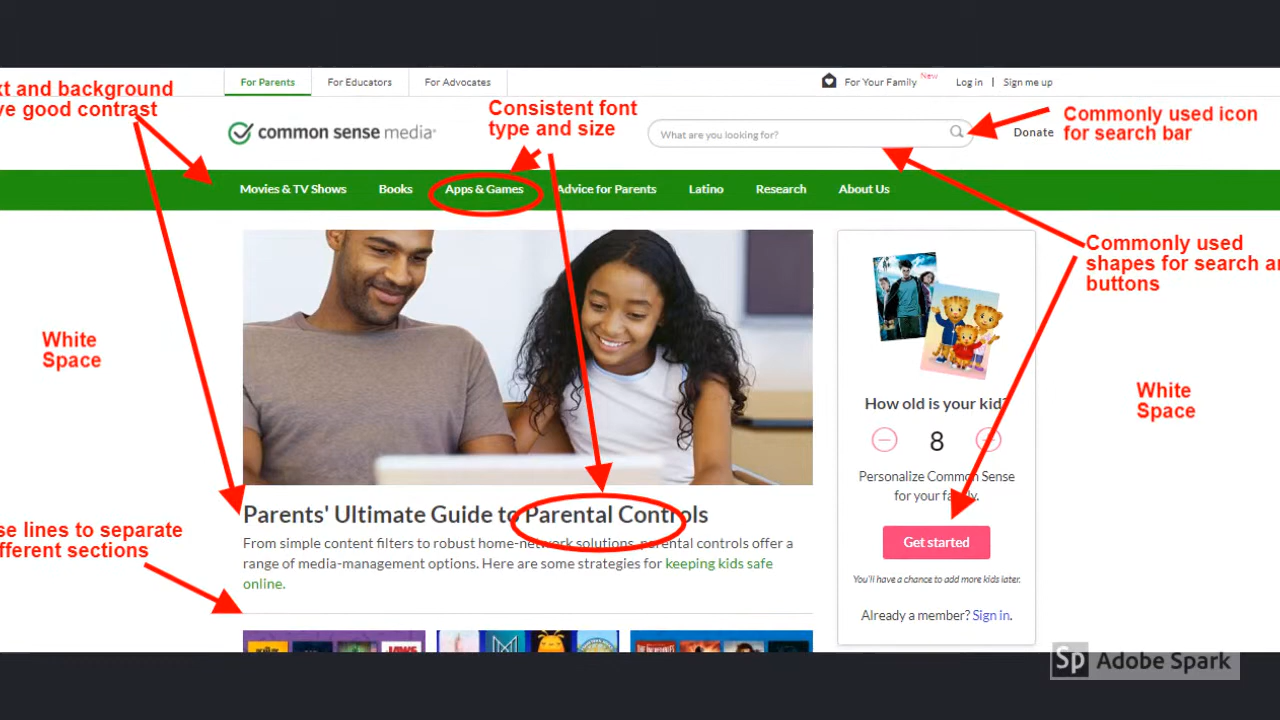 For Parents
For Educators
For Advocates
For Your Family
New
Log in | Sign me up
xt and background
ve good contrast
Consistent font
type and size
Commonly used icon
for search bar
common sense media
What are you looking for?
Donate
Movies & TV Shows
Books
Apps & Games
Advice for Parents
Latino
Research
About Us
Commonly used
shapes for search an
buttons
White
Space
White
Space
How old is your kid?
8
Personalize Common Sense
for your family.
Get started
You'll have a chance to add more kids later.
Already a member? Sign in.
Parents' Ultimate Guide to Parental Controls
From simple content filters to robust home-network solutions, parental controls offer a
range of media-management options. Here are some strategies for keeping kids safe
online.
se lines to separate
fferent sections
JAWS
Sp Adobe Spark